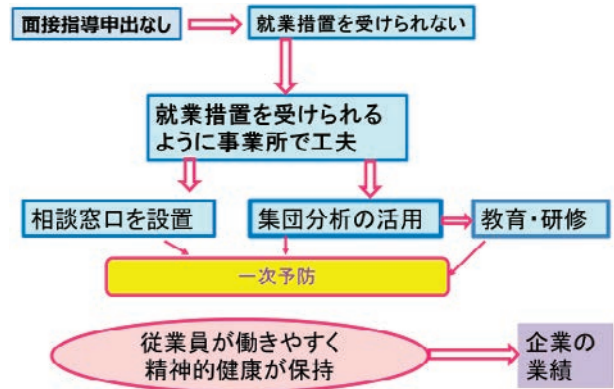 面接指導申出なし
就業措置を受けられない
就業措置を受けられる
ように事業所で工夫
相談窓口を設置
集団分析の活用
教育・研修
一次予防
従業員が働きやすく
精神的健康が保持
企業の
業績